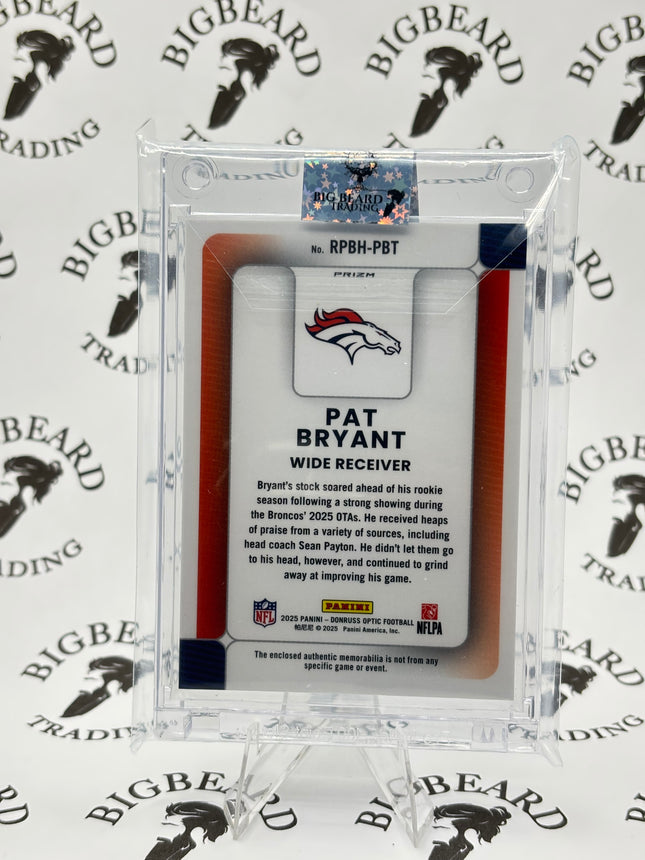 BIGBEARD
TRADING
BIG BEARD
TRADING
No. RPBH-PBT
PRIZM
PAT
BRYANT
WIDE RECEIVER
Bryant's stock soared ahead of his rookie
season following a strong showing during
the Broncos' 2025 OTAs. He received heaps
of praise from a variety of sources, including
head coach Sean Payton. He didn't let them go
to his head, however, and continued to grind
away at improving his game.
NFL
PANINI
2025 PANINI – DONRUSS OPTIC FOOTBALL
帕尼尼 © 2025 Panini America, Inc.
NFLPA
The enclosed authentic memorabilia is not from any
specific game or event.